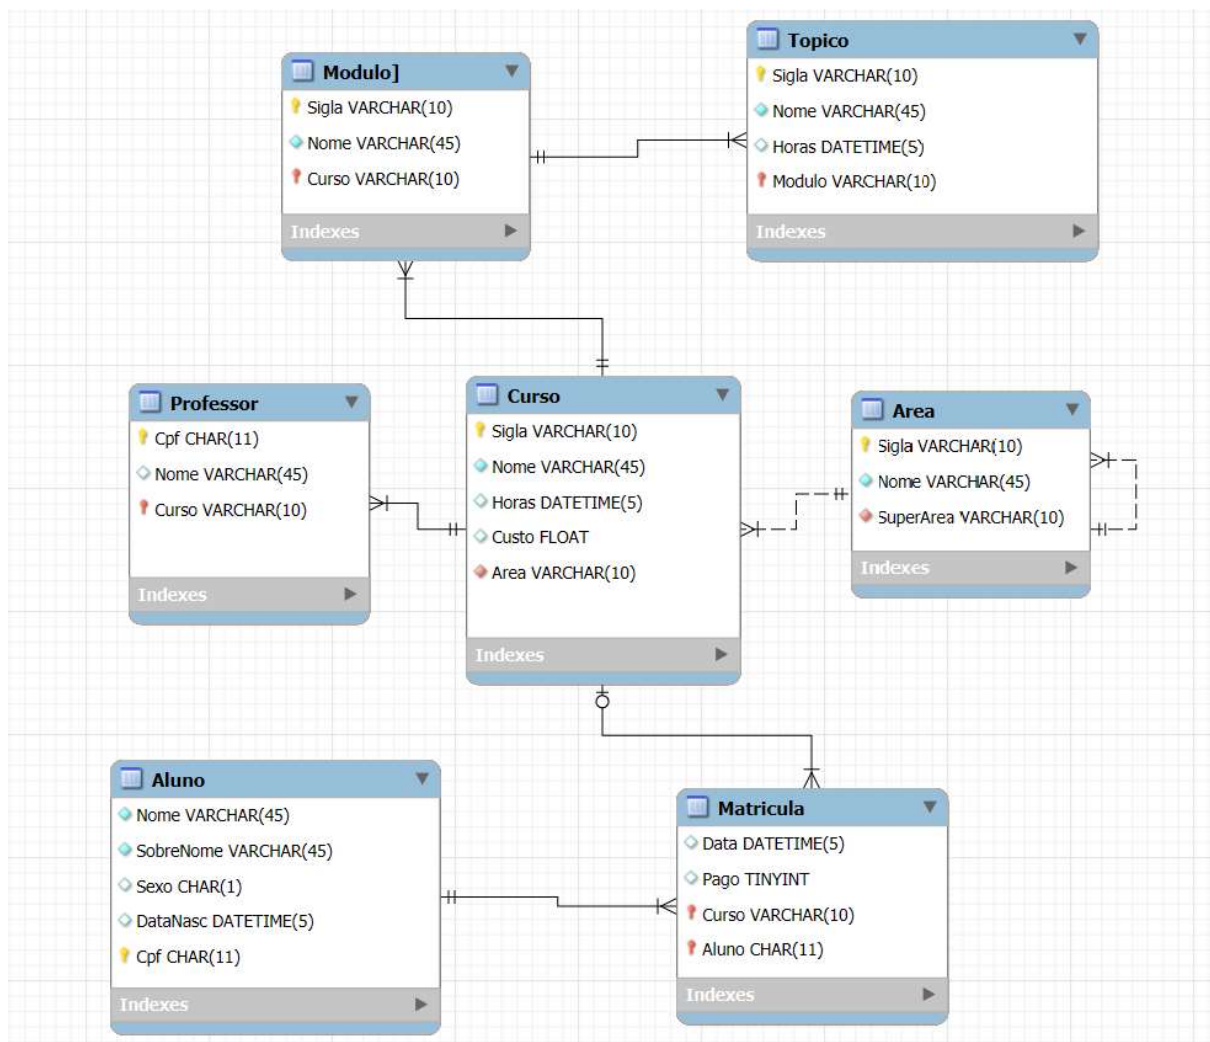 Modulo]
Sigla VARCHAR(10)
Nome VARCHAR(45)
Curso VARCHAR(10)
Indexes
Topico
Sigla VARCHAR(10)
Nome VARCHAR(45)
Horas DATETIME(5)
Modulo VARCHAR(10)
Indexes
Professor
Cpf CHAR(11)
Nome VARCHAR(45)
Curso VARCHAR(10)
Indexes
Curso
Sigla VARCHAR(10)
Nome VARCHAR(45)
Horas DATETIME(5)
Custo FLOAT
Area VARCHAR(10)
Indexes
Area
Sigla VARCHAR(10)
Nome VARCHAR(45)
SuperArea VARCHAR(10)
Indexes
Aluno
Nome VARCHAR(45)
SobreNome VARCHAR(45)
Sexo CHAR(1)
DataNasc DATETIME(5)
Cpf CHAR(11)
Indexes
Matricula
Data DATETIME(5)
Pago TINYINT
Curso VARCHAR(10)
Aluno CHAR(11)
Indexes